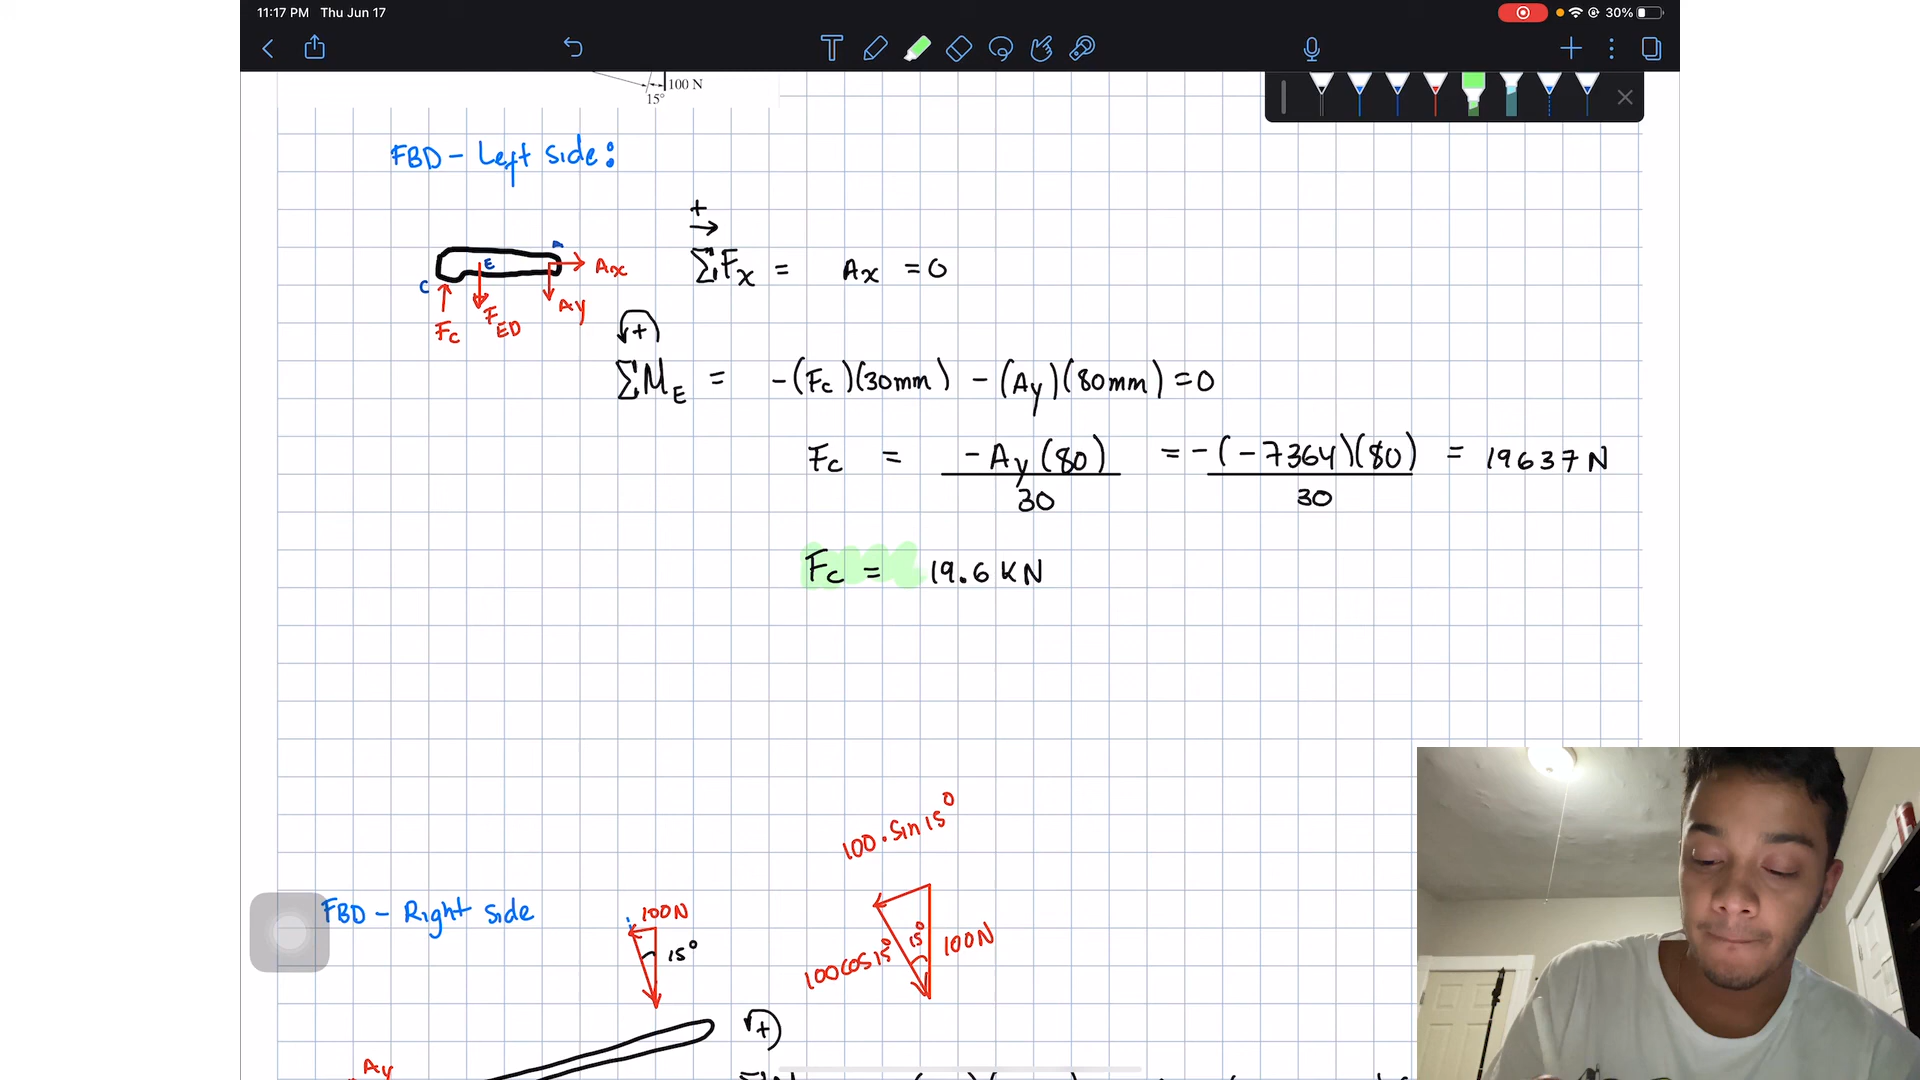 11:17 PM Thu Jun 17
30%
100 N
15°
FBD - Left side:
+
ΣFx = Ax = 0
E
Ax
C
Ay
Fc
FED
+
ΣME = -(Fc)(30mm) - (Ay)(80mm) = 0
Fc = -Ay(80) / 30 = -(-7364)(80) / 30 = 19637 N
Fc = 19.6 KN
100·Sin15°
FBD - Right side
100N
15°
15°
100N
100cos15°
+
Ay